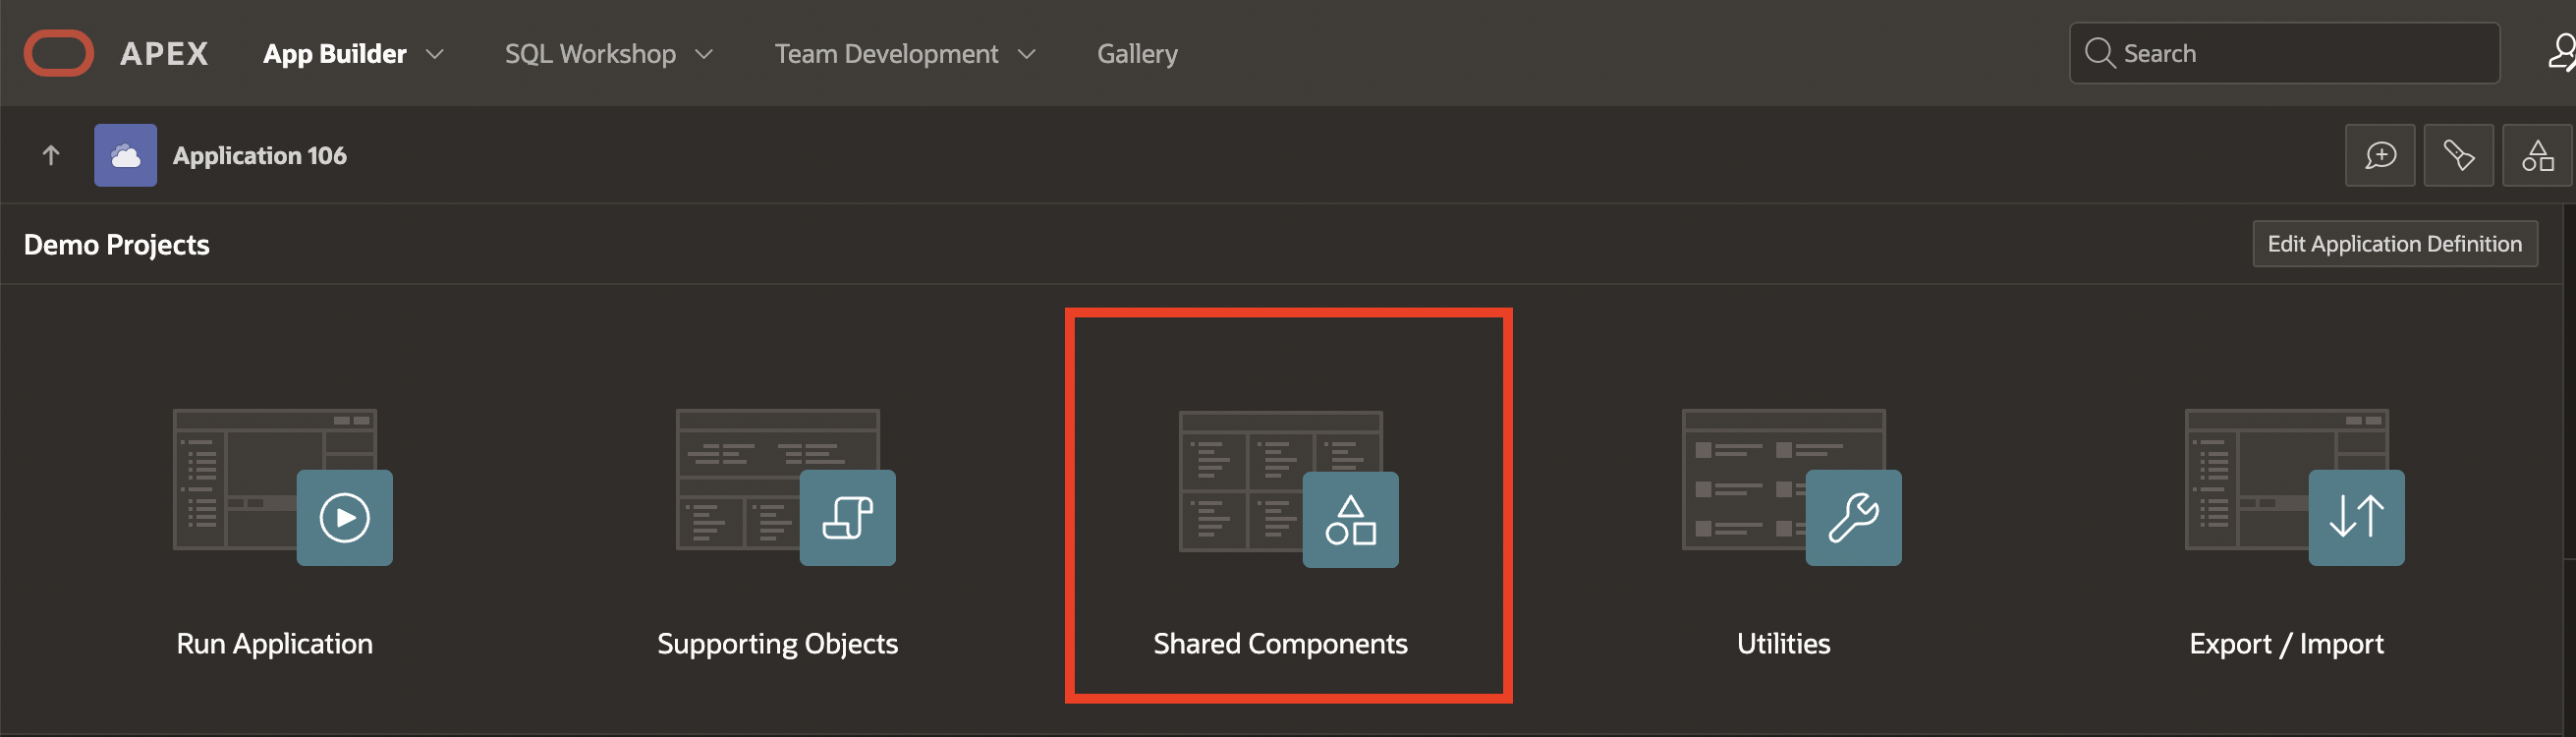 APEX App Builder SQL Workshop Team Development Gallery Search
Application 106
Demo Projects Edit Application Definition
Run Application Supporting Objects Shared Components Utilities Export / Import